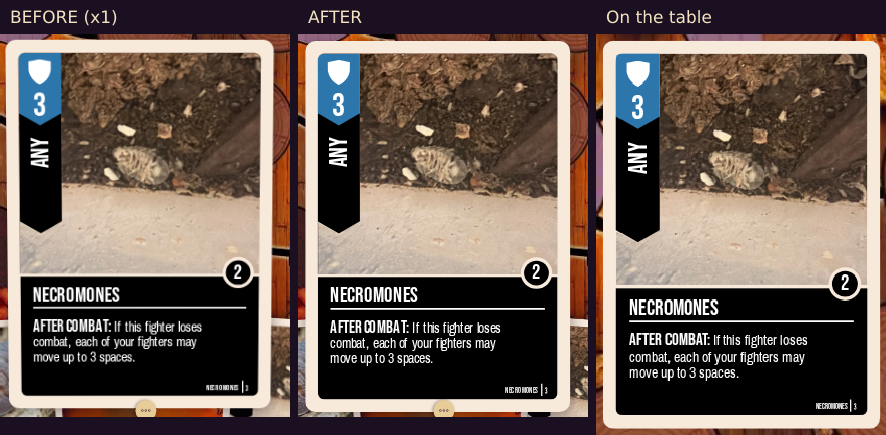 BEFORE (x1)
3
ANY
2
NECROMONES
AFTER COMBAT: If this fighter loses
combat, each of your fighters may
move up to 3 spaces.
NECROMONES | 3
AFTER
3
ANY
2
NECROMONES
AFTER COMBAT: If this fighter loses
combat, each of your fighters may
move up to 3 spaces.
NECROMONES | 3
On the table
3
ANY
2
NECROMONES
AFTER COMBAT: If this fighter loses
combat, each of your fighters may
move up to 3 spaces.
NECROMONES | 3